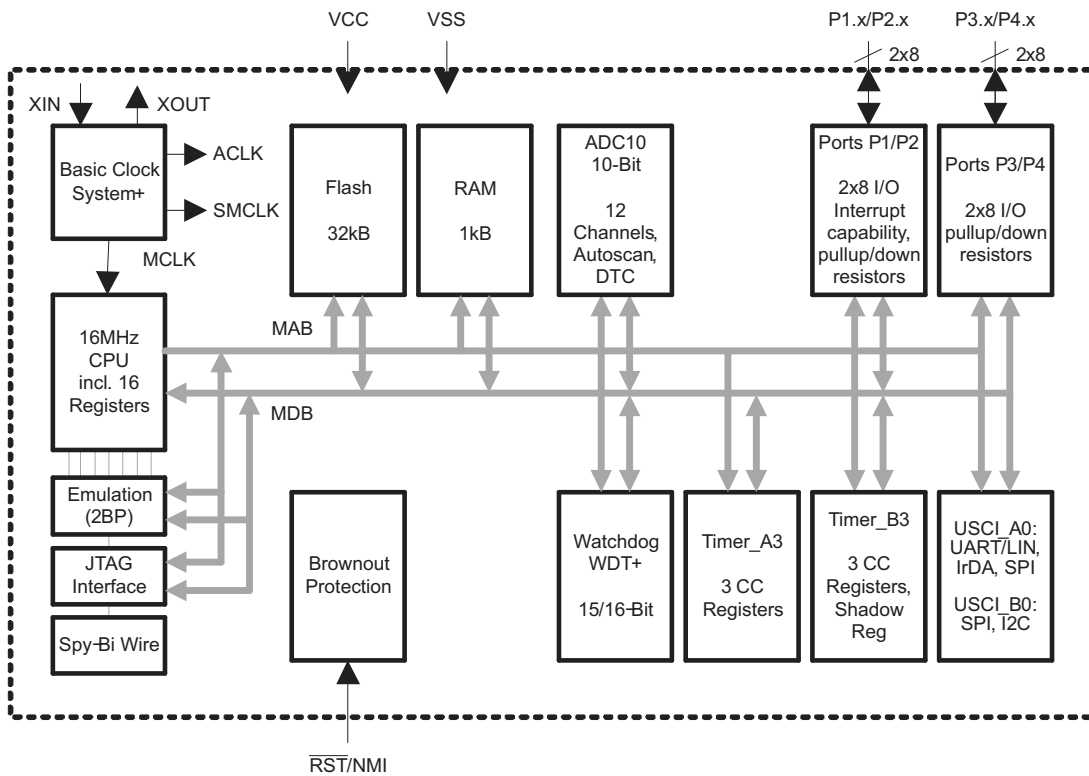 VCC
VSS
P1.x/P2.x
P3.x/P4.x
2x8
2x8
XIN
XOUT
Basic Clock
System+
ACLK
SMCLK
MCLK
Flash
32kB
RAM
1kB
ADC10
10-Bit
12
Channels,
Autoscan,
DTC
Ports P1/P2
2x8 I/O
Interrupt
capability,
pullup/down
resistors
Ports P3/P4
2x8 I/O
pullup/down
resistors
MAB
16MHz
CPU
incl. 16
Registers
MDB
Emulation
(2BP)
JTAG
Interface
Spy-Bi Wire
Brownout
Protection
Watchdog
WDT+
15/16-Bit
Timer_A3
3 CC
Registers
Timer_B3
3 CC
Registers,
Shadow
Reg
USCI_A0:
UART/LIN,
IrDA, SPI
USCI_B0:
SPI, I2C
RST/NMI